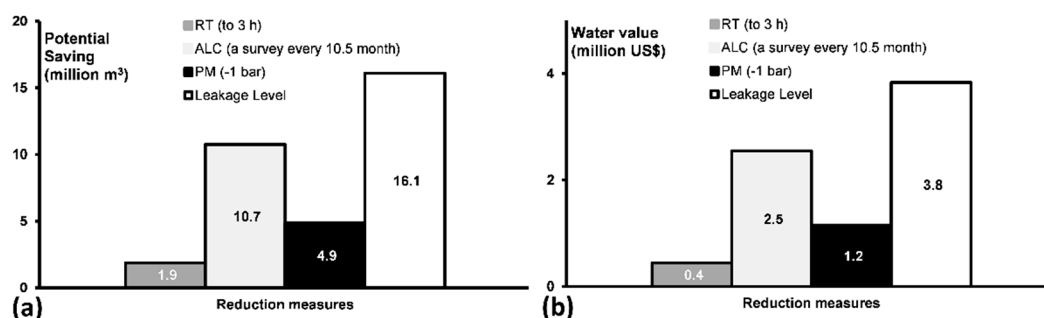 20
15
10
5
0
Potential
Saving
(million m³)
RT (to 3 h)
ALC (a survey every 10.5 month)
PM (-1 bar)
Leakage Level
1.9
10.7
4.9
16.1
Reduction measures
(a)
4
2
0
Water value
(million US$)
RT (to 3 h)
ALC (a survey every 10.5 month)
PM (-1 bar)
Leakage Level
0.4
2.5
1.2
3.8
Reduction measures
(b)